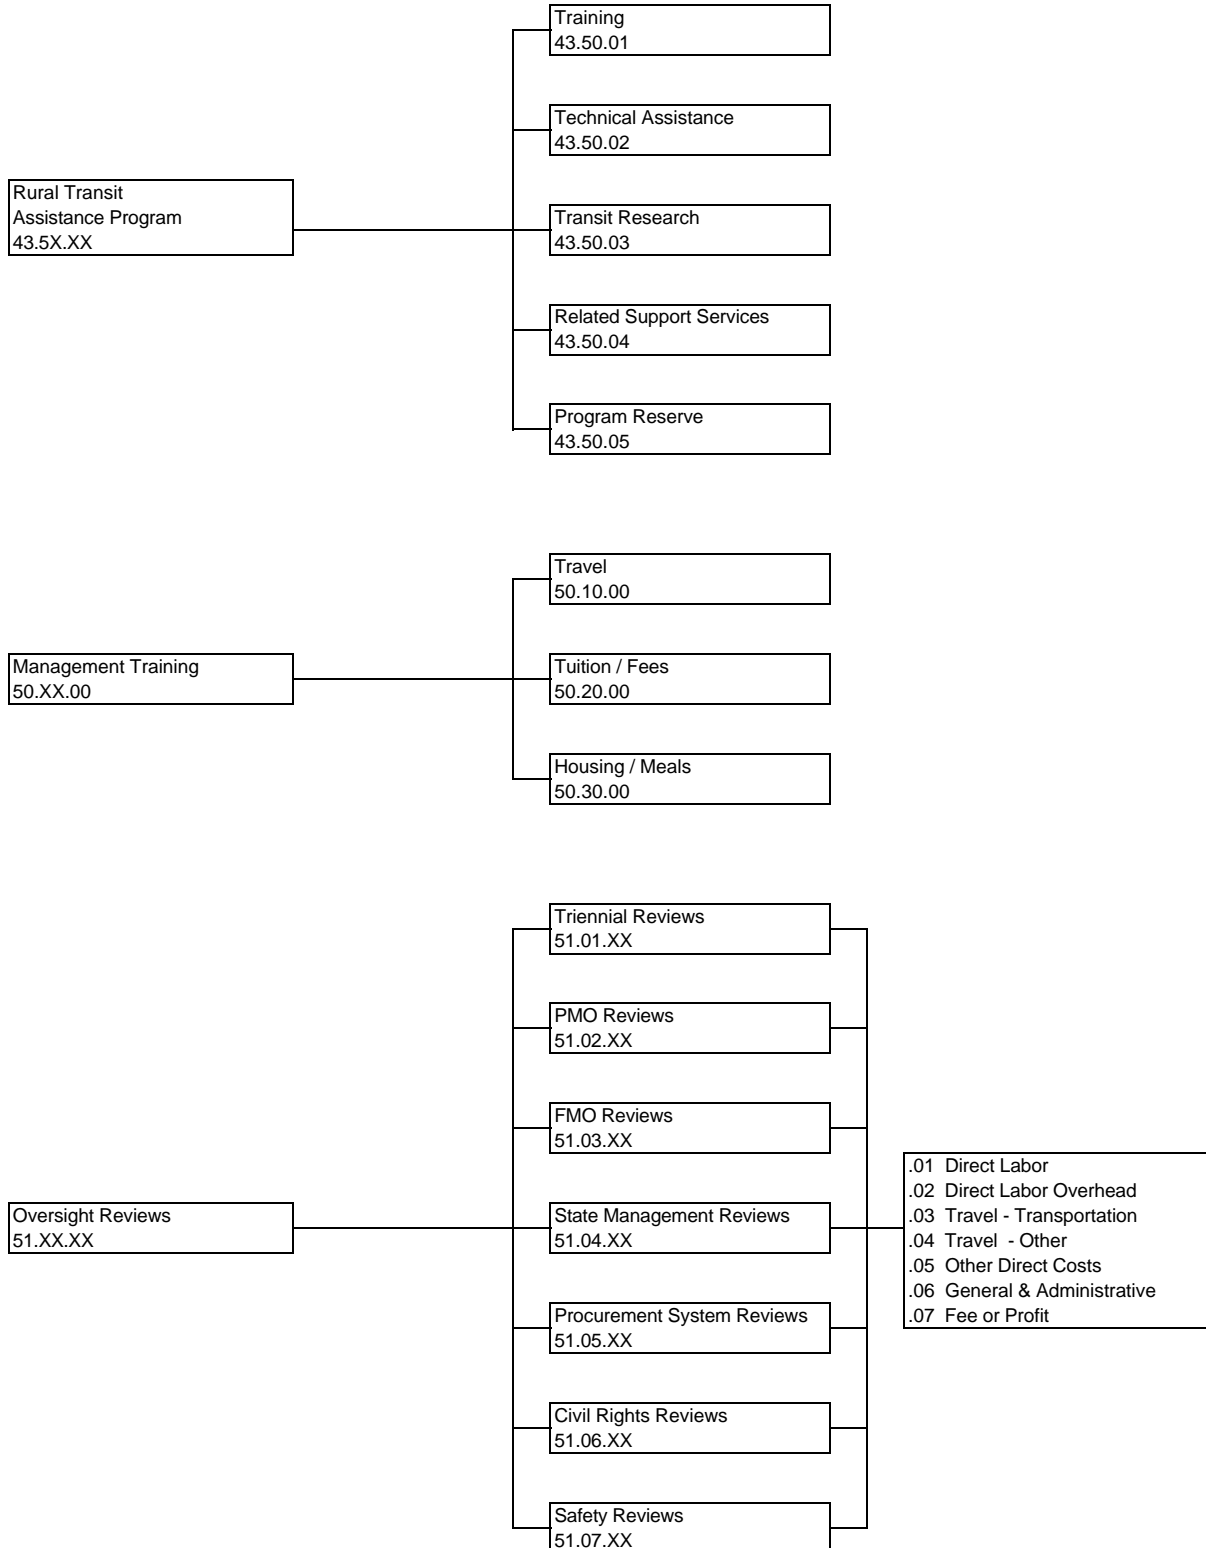 Training
43.50.01
Technical Assistance
43.50.02
Rural Transit
Assistance Program
43.5X.XX
Transit Research
43.50.03
Related Support Services
43.50.04
Program Reserve
43.50.05
Travel
50.10.00
Management Training
50.XX.00
Tuition / Fees
50.20.00
Housing / Meals
50.30.00
Triennial Reviews
51.01.XX
PMO Reviews
51.02.XX
FMO Reviews
51.03.XX
Oversight Reviews
51.XX.XX
State Management Reviews
51.04.XX
Procurement System Reviews
51.05.XX
Civil Rights Reviews
51.06.XX
Safety Reviews
51.07.XX
.01 Direct Labor
.02 Direct Labor Overhead
.03 Travel - Transportation
.04 Travel - Other
.05 Other Direct Costs
.06 General & Administrative
.07 Fee or Profit